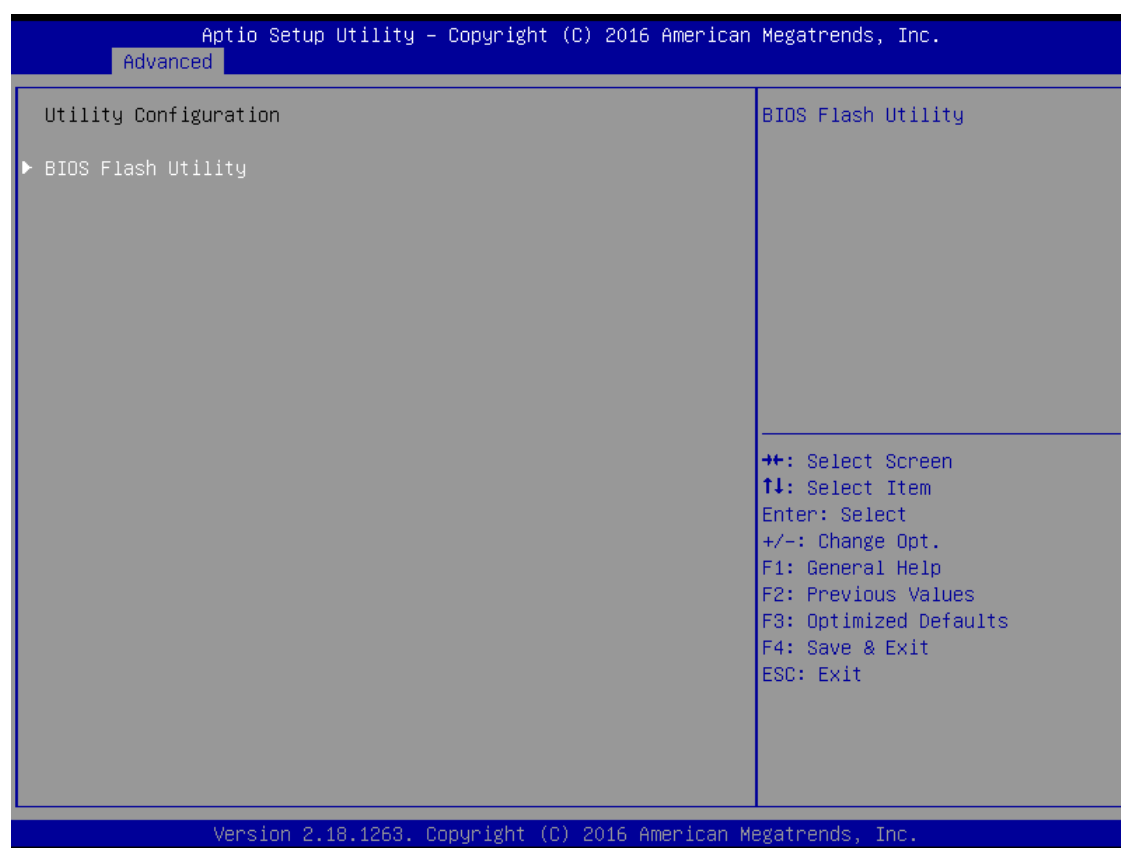 Aptio Setup Utility – Copyright (C) 2016 American Megatrends, Inc.
Advanced
Utility Configuration
▶ BIOS Flash Utility
BIOS Flash Utility
→←: Select Screen
↑↓: Select Item
Enter: Select
+/-: Change Opt.
F1: General Help
F2: Previous Values
F3: Optimized Defaults
F4: Save & Exit
ESC: Exit
Version 2.18.1263. Copyright (C) 2016 American Megatrends, Inc.